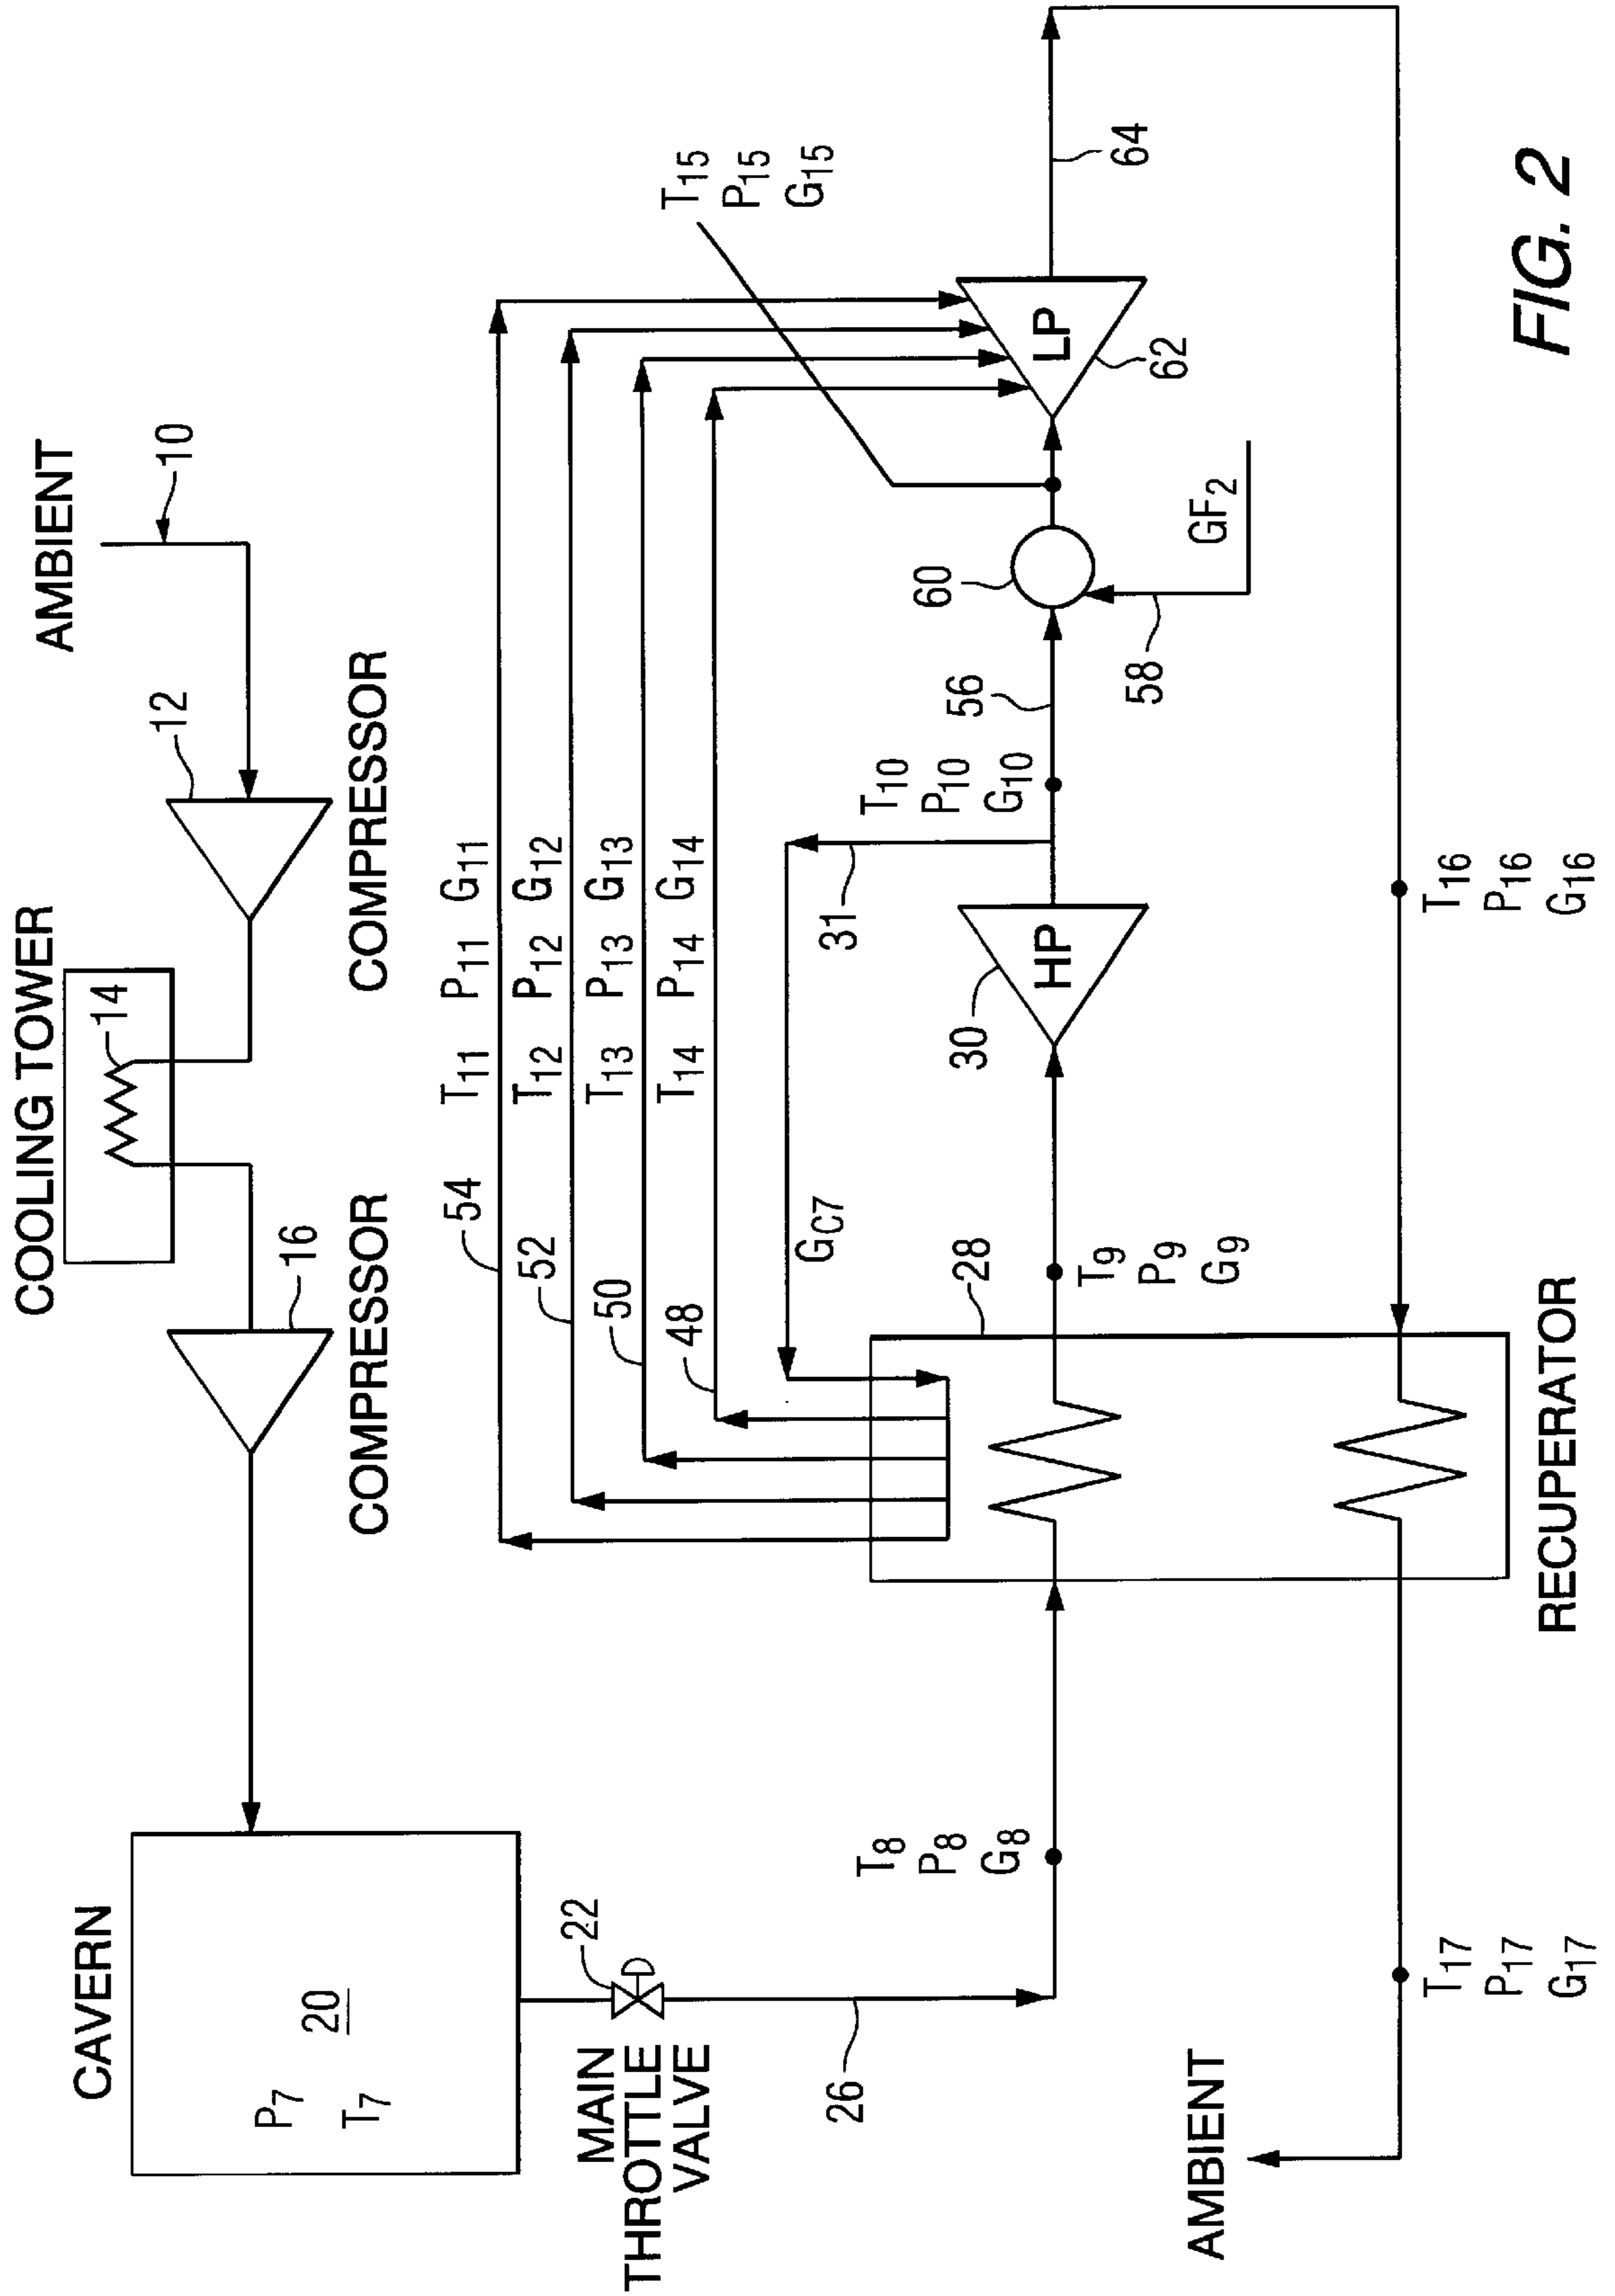 COOLING TOWER
AMBIENT
14
10
12
16
COMPRESSOR
COMPRESSOR
CAVERN
P7
T7
20
22
MAIN
THROTTLE
VALVE
26
54
T11 P11 G11
52
T12 P12 G12
50
T13 P13 G13
48
T14 P14 G14
GC7
31
T15
P15
G15
T8
P8
G8
28
T9
P9
G9
30
HP
T10
P10
G10
56
60
58
GF2
LP
62
64
AMBIENT
T17
P17
G17
RECUPERATOR
T16
P16
G16
FIG. 2